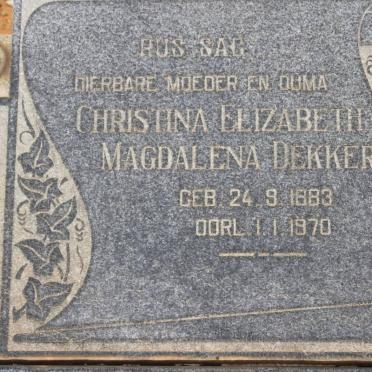 RUS SAG
DIERBARE MOEDER EN OUMA
CHRISTINA ELIZABETH
MAGDALENA DEKKER
GEB. 24. 9. 1883
OORL. 1. 1. 1970